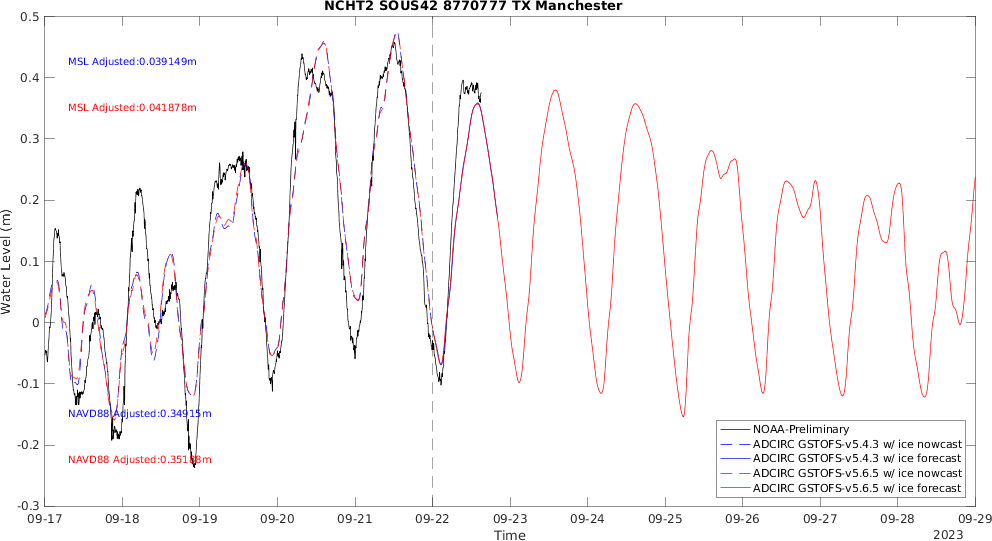 NCHT2 SOUS42 8770777 TX Manchester
0.5
0.4
0.3
0.2
0.1
0
-0.1
-0.2
-0.3
Water Level (m)
MSL Adjusted:0.039149m
MSL Adjusted:0.041878m
NAVD88 Adjusted:0.34915m
NAVD88 Adjusted:0.35188m
NOAA-Preliminary
ADCIRC GSTOFS-v5.4.3 w/ ice nowcast
ADCIRC GSTOFS-v5.4.3 w/ ice forecast
ADCIRC GSTOFS-v5.6.5 w/ ice nowcast
ADCIRC GSTOFS-v5.6.5 w/ ice forecast
09-17 09-18 09-19 09-20 09-21 09-22 09-23 09-24 09-25 09-26 09-27 09-28 09-29
Time
2023